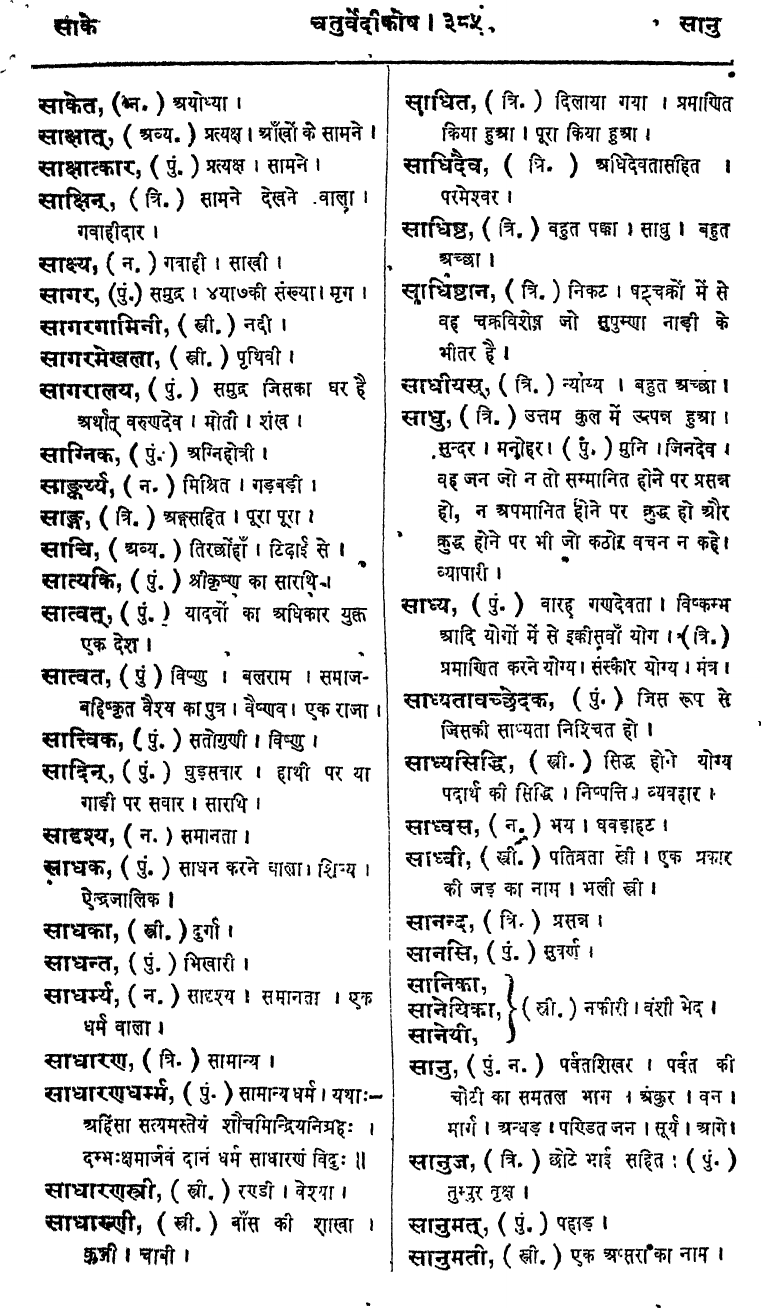 साके चतुर्वेदीकोष। ३८५ सानु
साकेत, (न.) अयोध्या ।
साक्षात्, ( अव्य. ) प्रत्यक्ष । आँखों के सामने ।
साक्षात्कार, ( पुं. ) प्रत्यक्ष । सामने ।
साक्षिन्, ( त्रि. ) सामने देखने वाला ।
गवाहीदार ।
साक्ष्य, ( न. ) गवाही । साखी ।
सागर, (पुं.) समुद्र । ४या७की संख्या। मृग ।
सागरगामिनी, ( स्त्री. ) नदी ।
सागरमेखला, ( स्त्री. ) पृथिवी ।
सागरालय, ( पुं. ) समुद्र जिसका घर है
अर्थात् वरुणदेव । मोती । शंख ।
साग्निक, ( पुं. ) अग्निहोत्री ।
साङ्कर्य्य, ( न. ) मिश्रित । गड़बड़ी ।
साङ्ग, ( त्रि. ) अङ्गसहित । पूरा पूरा ।
साचि, ( अव्य. ) तिरछोंहाँ । टिढ़ाई से ।
सात्यकि, ( पुं. ) श्रीकृष्ण का सारथि ।
सात्वत्, ( पुं. ) यादवों का अधिकार युक्त
एक देश ।
सात्वत, ( पुं ) विष्णु । बलराम । समाज-
बहिष्कृत वैश्य का पुत्र । वैष्णव। एक राजा ।
सात्त्विक, ( पुं. ) सतोगुणी । विष्णु ।
सादिन्, ( पुं. ) घुड़सवार । हाथी पर या
गाड़ी पर सवार । सारथि ।
सादृश्य, ( न. ) समानता ।
साधक, ( पुं. ) साधन करने वाला। शिष्य ।
ऐन्द्रजालिक ।
साधका, ( स्त्री. ) दुर्गा ।
साधन्त, ( पुं. ) भिखारी ।
साधर्म्य, ( न. ) सादृश्य । समानता । एक
धर्म वाला ।
साधारण, ( त्रि. ) सामान्य ।
साधारणधर्म्म, ( पुं. ) सामान्य धर्म। यथाः—
अहिंसा सत्यमस्तेयं शौचमिन्द्रियनिग्रहः ।
दम्भःक्षमार्जवं दानं धर्म साधारणं विदुः ॥
साधारणस्त्री, ( स्त्री. ) रण्डी । वेश्या ।
साधारणी, ( स्त्री. ) बाँस की शाखा ।
कुञ्जी । चाबी ।
साधित, ( त्रि. ) दिलाया गया । प्रमाणित
किया हुआ । पूरा किया हुआ ।
साधिदैव, ( त्रि. ) अधिदेवतासहित ।
परमेश्वर ।
साधिष्ठ, ( त्रि. ) बहुत पक्का । साधु । बहुत
अच्छा ।
साधिष्ठान, ( त्रि. ) निकट । षट्चक्रों में से
वह चक्रविशेष जो सुषुम्णा नाड़ी के
भीतर है ।
साधीयस्, ( त्रि. ) न्याय्य । बहुत अच्छा।
साधु, ( त्रि. ) उत्तम कुल में उत्पन्न हुआ ।
सुन्दर । मनोहर। ( पुं. ) मुनि । जिनदेव ।
वह जन जो न तो सम्मानित होने पर प्रसन्न
हो, न अपमानित होने पर क्रुद्ध हो और
क्रुद्ध होने पर भी जो कठोर वचन न कहे।
व्यापारी ।
साध्य, ( पुं. ) बारह गणदेवता । विष्कम्भ
आदि योगों में से इक्कीसवाँ योग । (त्रि.)
प्रमाणित करने योग्य। संस्कार योग्य । मंत्र ।
साध्यतावच्छेदक, ( पुं. ) जिस रूप से
जिसकी साध्यता निश्चित हो ।
साध्यसिद्धि, ( स्त्री. ) सिद्ध होने योग्य
पदार्थ की सिद्धि । निष्पत्ति । व्यवहार ।
साध्वस, ( न. ) भय । घबड़ाहट ।
साध्वी, ( स्त्री. ) पतिव्रता स्त्री । एक प्रकार
की जड़ का नाम । भली स्त्री ।
सानन्द, ( त्रि. ) प्रसन्न ।
सानसि, ( पुं. ) सुवर्ण ।
सानिका,
सानेयिका, ( स्त्री. ) नफीरी । वंशी भेद ।
सानेयी,
सानु, ( पुं. न. ) पर्वतशिखर । पर्वत की
चोटी का समतल भाग । अंकुर । वन ।
मार्ग । अन्धड़ । पण्डित जन । सूर्य । आगे।
सानुज, ( त्रि. ) छोटे भाई सहित । ( पुं. )
तुम्पुर वृक्ष ।
सानुमत्, ( पुं. ) पहाड़ ।
सानुमती, ( स्त्री. ) एक अप्सरा का नाम ।